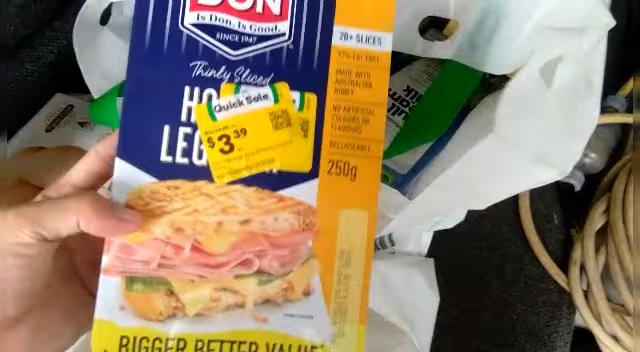 DON
Is Don. Is Good.
SINCE 1947
Thinly Sliced
HO
LEG
Quick Sale
$3.39
20+ SLICES
97% FAT FREE
MADE WITH
AUSTRALIAN
HONEY
NO ARTIFICIAL
COLOURS OR
FLAVOURS
RESEALABLE
250g
BIGGER BETTER VALUE